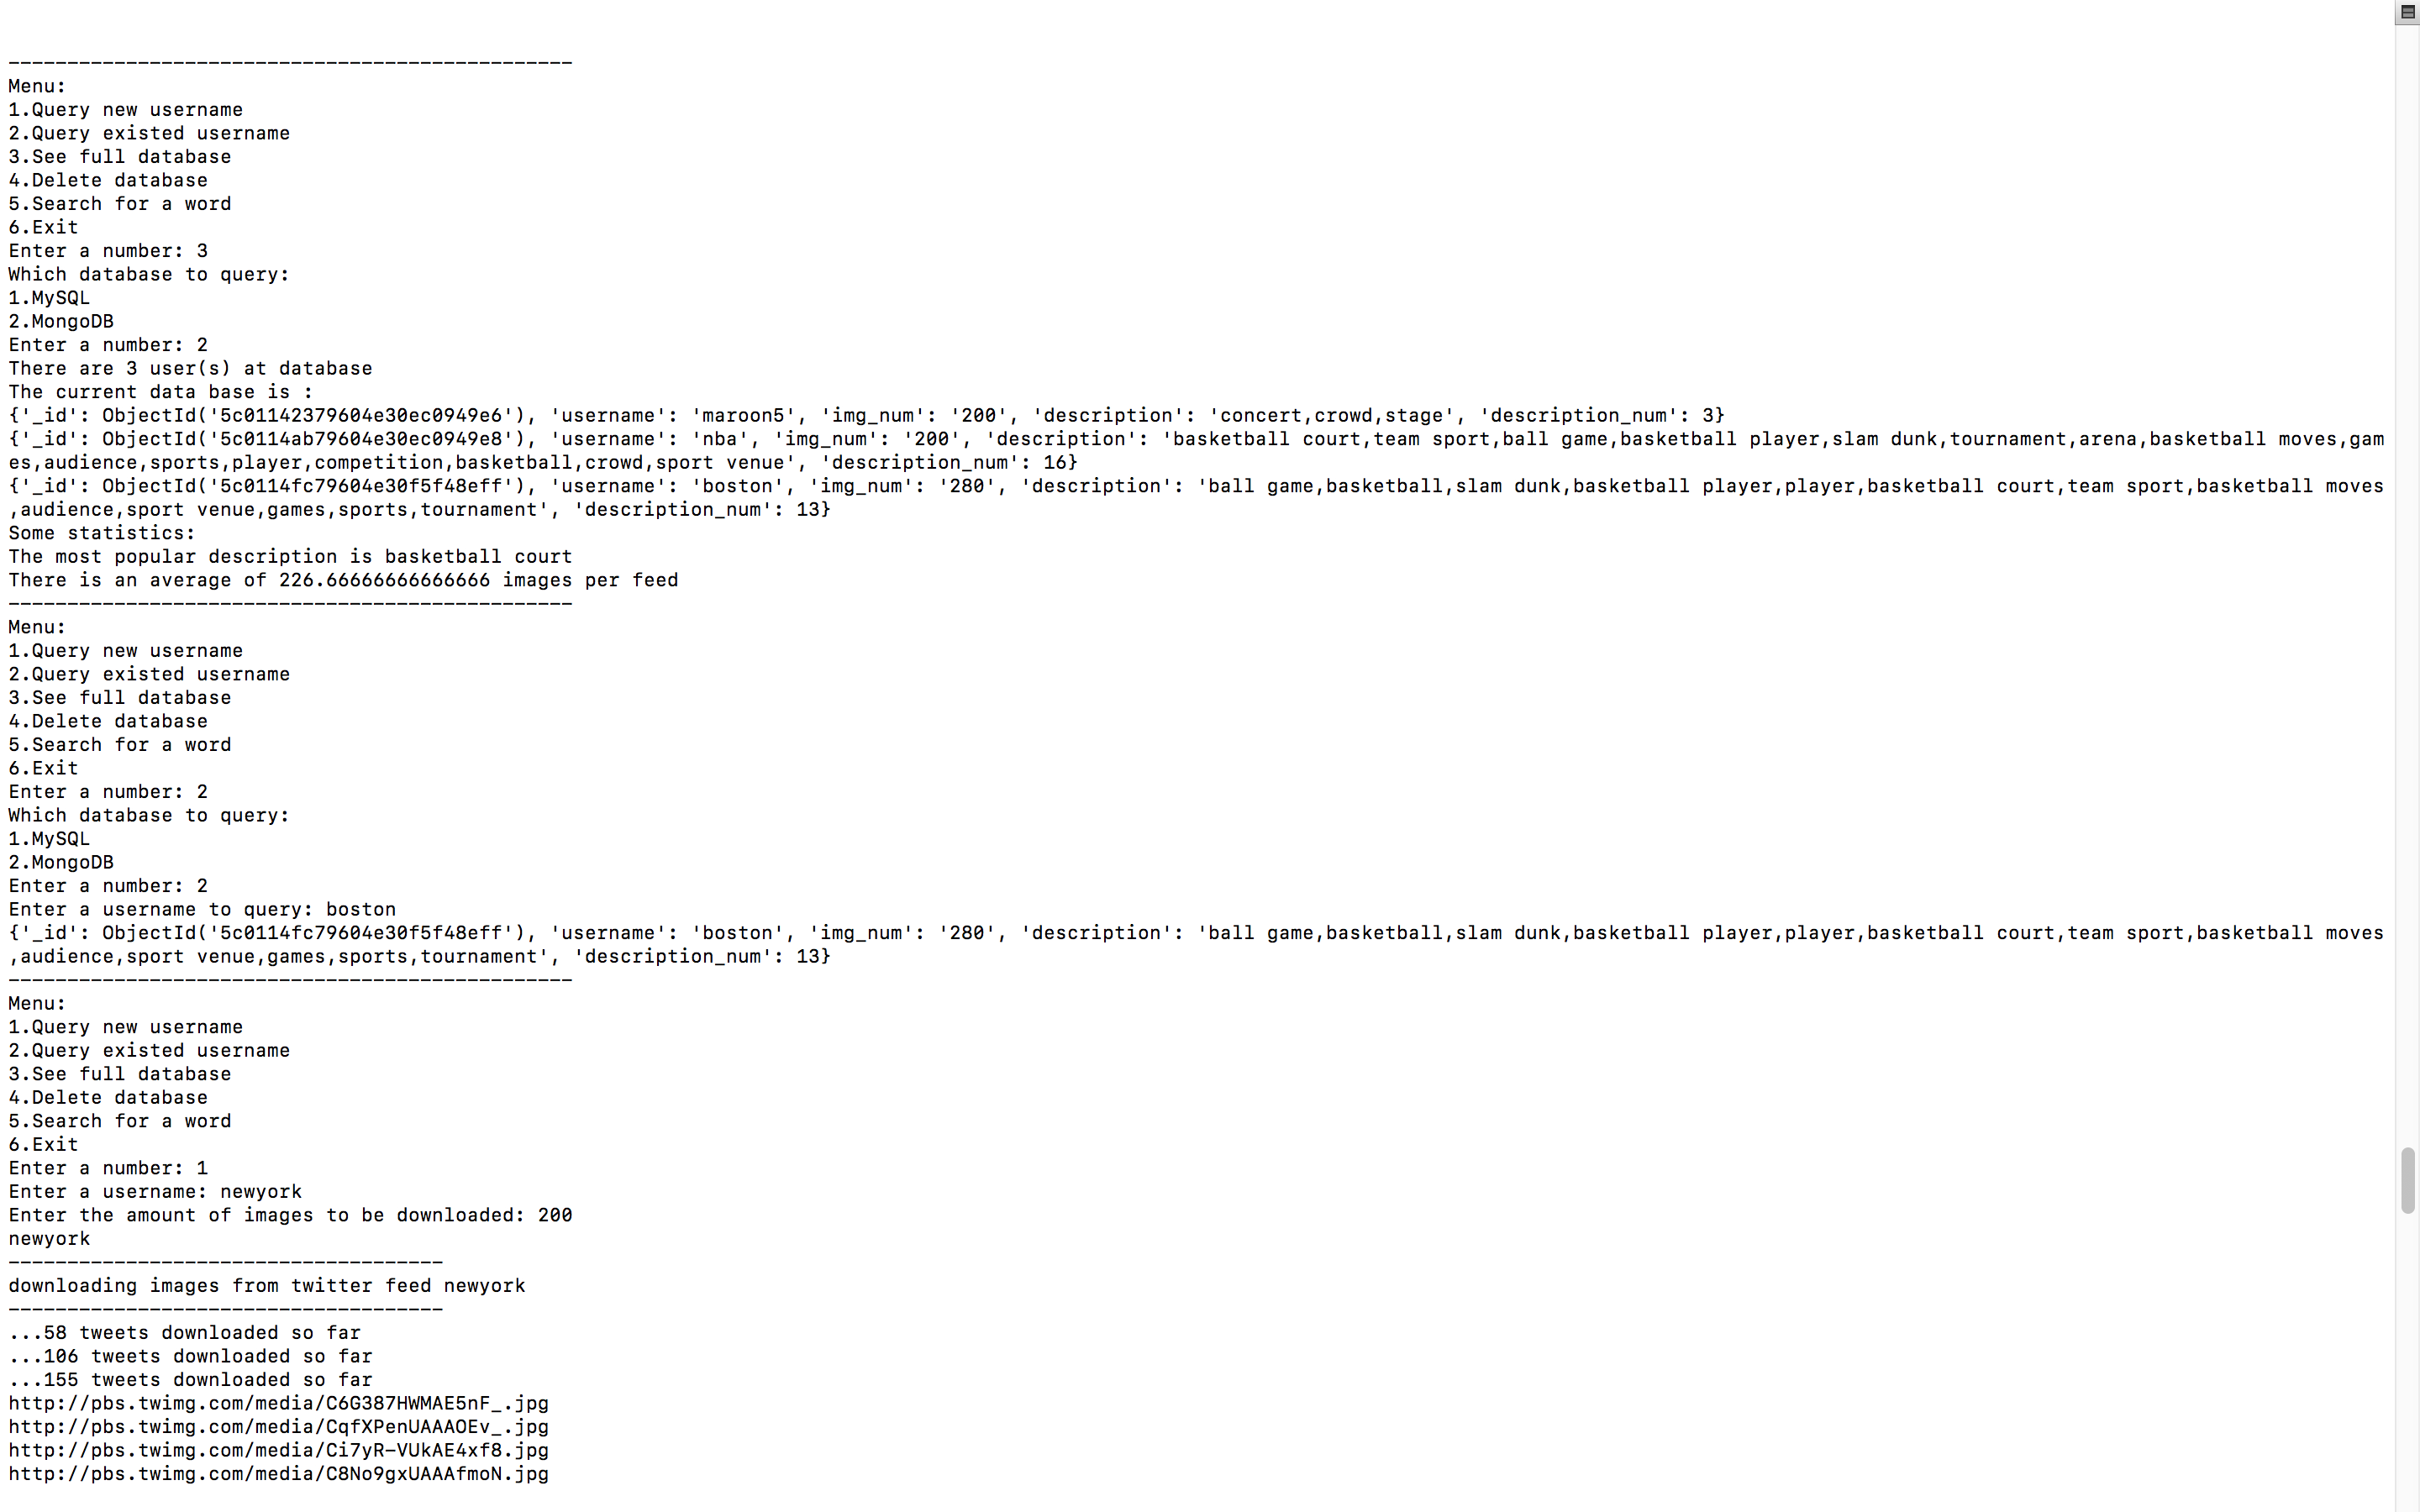 ------------------------------------------------
Menu:
1.Query new username
2.Query existed username
3.See full database
4.Delete database
5.Search for a word
6.Exit
Enter a number: 3
Which database to query:
1.MySQL
2.MongoDB
Enter a number: 2
There are 3 user(s) at database
The current data base is :
{'_id': ObjectId('5c01142379604e30ec0949e6'), 'username': 'maroon5', 'img_num': '200', 'description': 'concert,crowd,stage', 'description_num': 3}
{'_id': ObjectId('5c0114ab79604e30ec0949e8'), 'username': 'nba', 'img_num': '200', 'description': 'basketball court,team sport,ball game,basketball player,slam dunk,tournament,arena,basketball moves,gam
es,audience,sports,player,competition,basketball,crowd,sport venue', 'description_num': 16}
{'_id': ObjectId('5c0114fc79604e30f5f48eff'), 'username': 'boston', 'img_num': '280', 'description': 'ball game,basketball,slam dunk,basketball player,player,basketball court,team sport,basketball moves
,audience,sport venue,games,sports,tournament', 'description_num': 13}
Some statistics:
The most popular description is basketball court
There is an average of 226.66666666666666 images per feed
------------------------------------------------
Menu:
1.Query new username
2.Query existed username
3.See full database
4.Delete database
5.Search for a word
6.Exit
Enter a number: 2
Which database to query:
1.MySQL
2.MongoDB
Enter a number: 2
Enter a username to query: boston
{'_id': ObjectId('5c0114fc79604e30f5f48eff'), 'username': 'boston', 'img_num': '280', 'description': 'ball game,basketball,slam dunk,basketball player,player,basketball court,team sport,basketball moves
,audience,sport venue,games,sports,tournament', 'description_num': 13}
------------------------------------------------
Menu:
1.Query new username
2.Query existed username
3.See full database
4.Delete database
5.Search for a word
6.Exit
Enter a number: 1
Enter a username: newyork
Enter the amount of images to be downloaded: 200
newyork
-------------------------------------
downloading images from twitter feed newyork
-------------------------------------
...58 tweets downloaded so far
...106 tweets downloaded so far
...155 tweets downloaded so far
http://pbs.twimg.com/media/C6G387HWMAE5nF_.jpg
http://pbs.twimg.com/media/CqfXPenUAAAOEv_.jpg
http://pbs.twimg.com/media/Ci7yR-VUkAE4xf8.jpg
http://pbs.twimg.com/media/C8No9gxUAAAfmoN.jpg